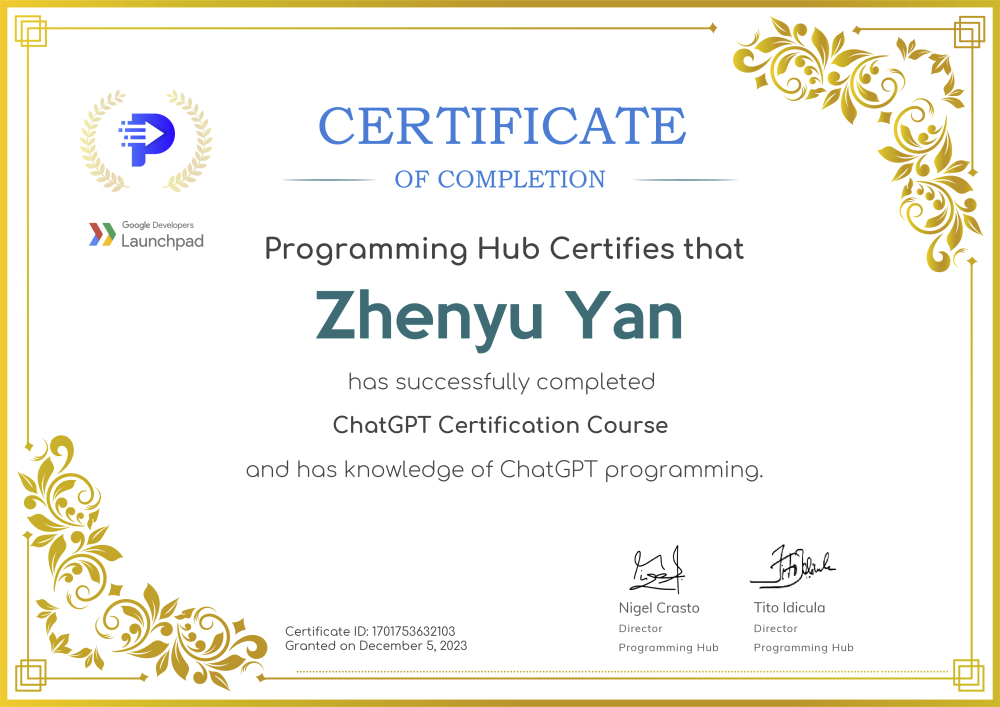 CERTIFICATE
OF COMPLETION
Google Developers
Launchpad
Programming Hub Certifies that
Zhenyu Yan
has successfully completed
ChatGPT Certification Course
and has knowledge of ChatGPT programming.
Nigel Crasto
Director
Programming Hub
Tito Idicula
Director
Programming Hub
Certificate ID: 1701753632103
Granted on December 5, 2023